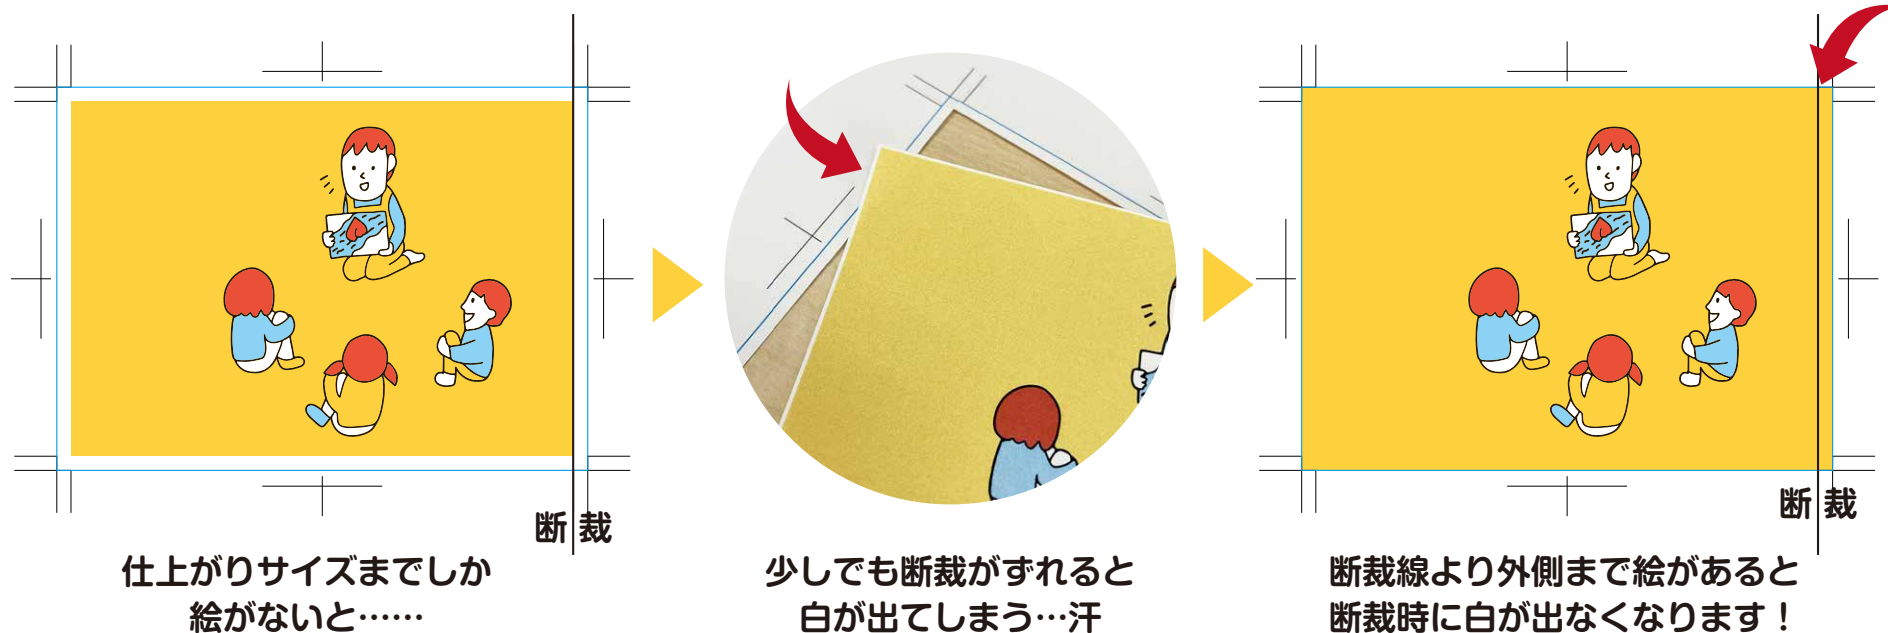 断裁
仕上がりサイズまでしか
絵がないと……
少しでも断裁がずれると
白が出てしまう…汗
断裁
断裁線より外側まで絵があると
断裁時に白が出なくなります！